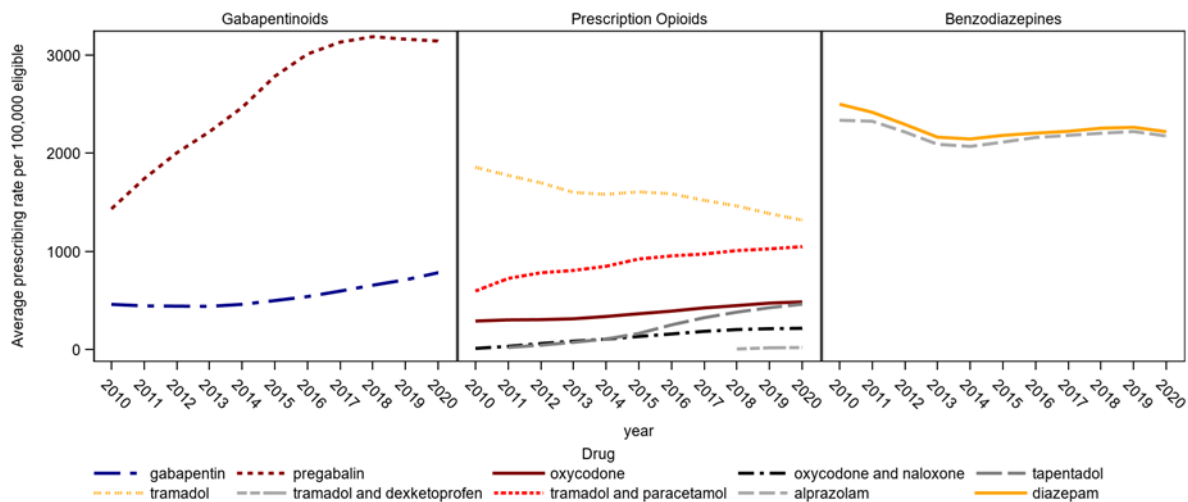 Gabapentinoids Prescription Opioids Benzodiazepines
Average prescribing rate per 100,000 eligible
3000
2000
1000
0
2010 2011 2012 2013 2014 2015 2016 2017 2018 2019 2020 2010 2011 2012 2013 2014 2015 2016 2017 2018 2019 2020 2010 2011 2012 2013 2014 2015 2016 2017 2018 2019 2020
year
Drug
gabapentin pregabalin oxycodone oxycodone and naloxone tapentadol
tramadol tramadol and dexketoprofen tramadol and paracetamol alprazolam diazepam